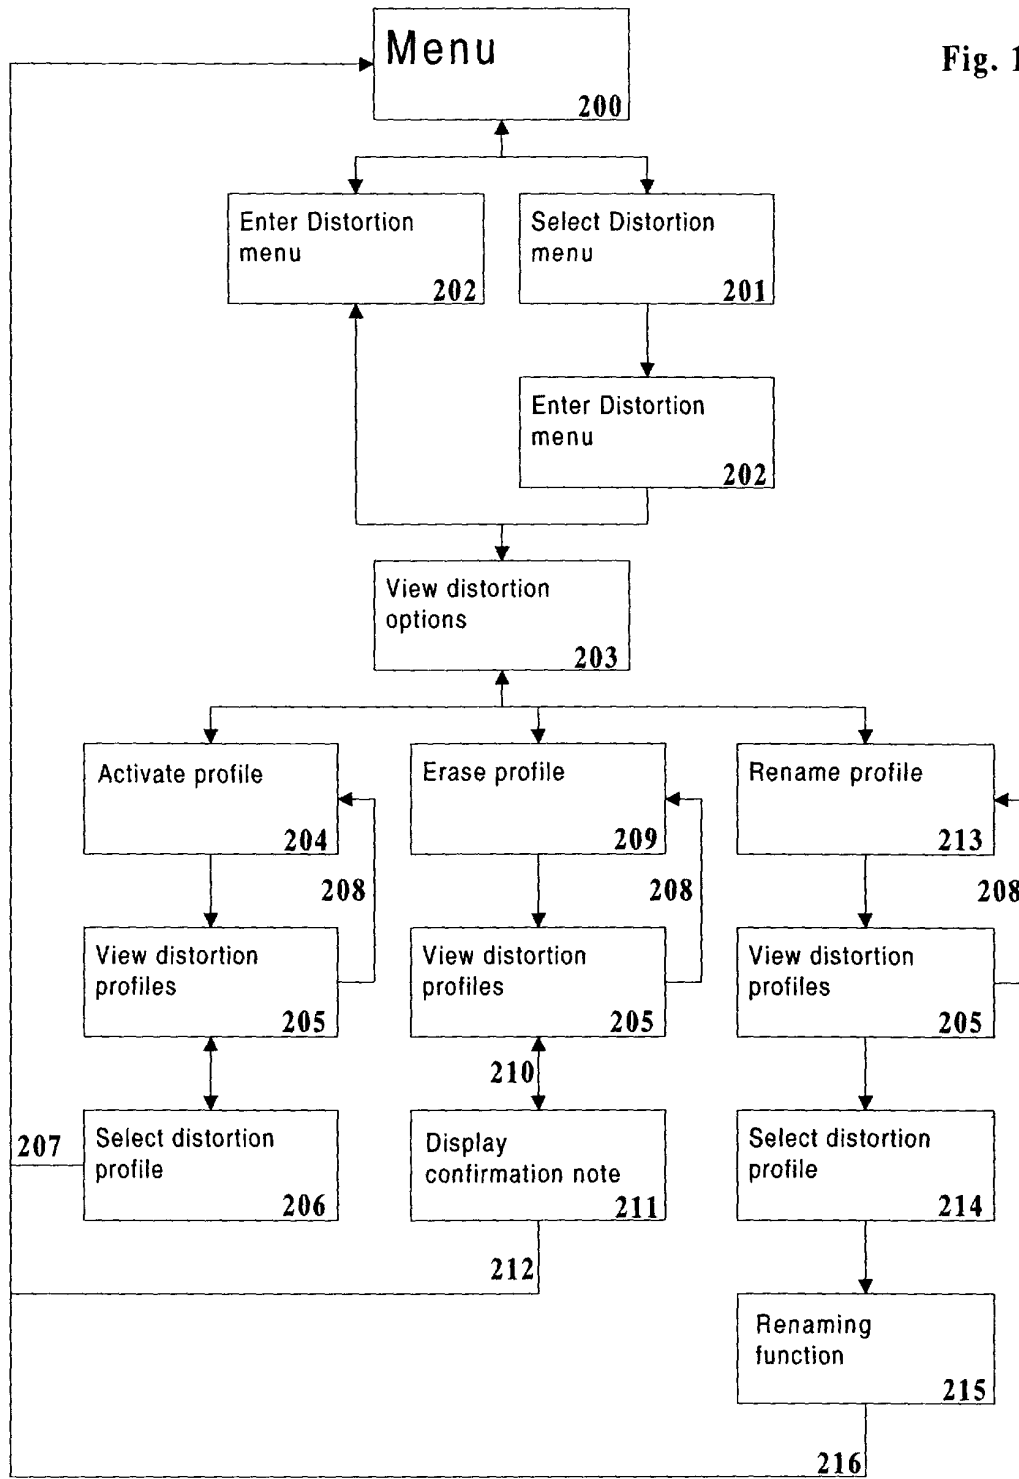 Menu
Fig. 1
200
Enter Distortion
menu
202
Select Distortion
menu
201
Enter Distortion
menu
202
View distortion
options
203
Activate profile
204
Erase profile
209
Rename profile
213
208
208
208
View distortion
profiles
205
View distortion
profiles
205
View distortion
profiles
205
210
207
Select distortion
profile
206
Display
confirmation note
211
Select distortion
profile
214
212
Renaming
function
215
216